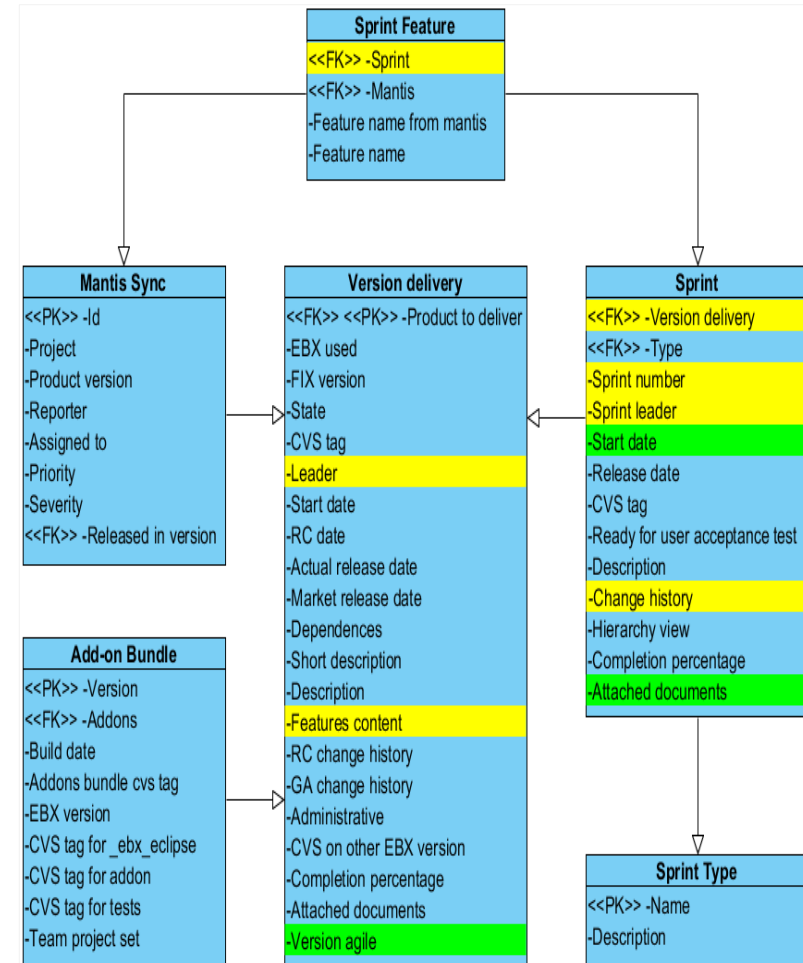 Sprint Feature
<<FK>> -Sprint
<<FK>> -Mantis
-Feature name from mantis
-Feature name
Mantis Sync
<<PK>> -Id
-Project
-Product version
-Reporter
-Assigned to
-Priority
-Severity
<<FK>> -Released in version
Version delivery
<<FK>> <<PK>> -Product to deliver
-EBX used
-FIX version
-State
-CVS tag
-Leader
-Start date
-RC date
-Actual release date
-Market release date
-Dependences
-Short description
-Description
-Features content
-RC change history
-GA change history
-Administrative
-CVS on other EBX version
-Completion percentage
-Attached documents
-Version agile
Sprint
<<FK>> -Version delivery
<<FK>> -Type
-Sprint number
-Sprint leader
-Start date
-Release date
-CVS tag
-Ready for user acceptance test
-Description
-Change history
-Hierarchy view
-Completion percentage
-Attached documents
Add-on Bundle
<<PK>> -Version
<<FK>> -Addons
-Build date
-Addons bundle cvs tag
-EBX version
-CVS tag for _ebx_eclipse
-CVS tag for addon
-CVS tag for tests
-Team project set
Sprint Type
<<PK>> -Name
-Description